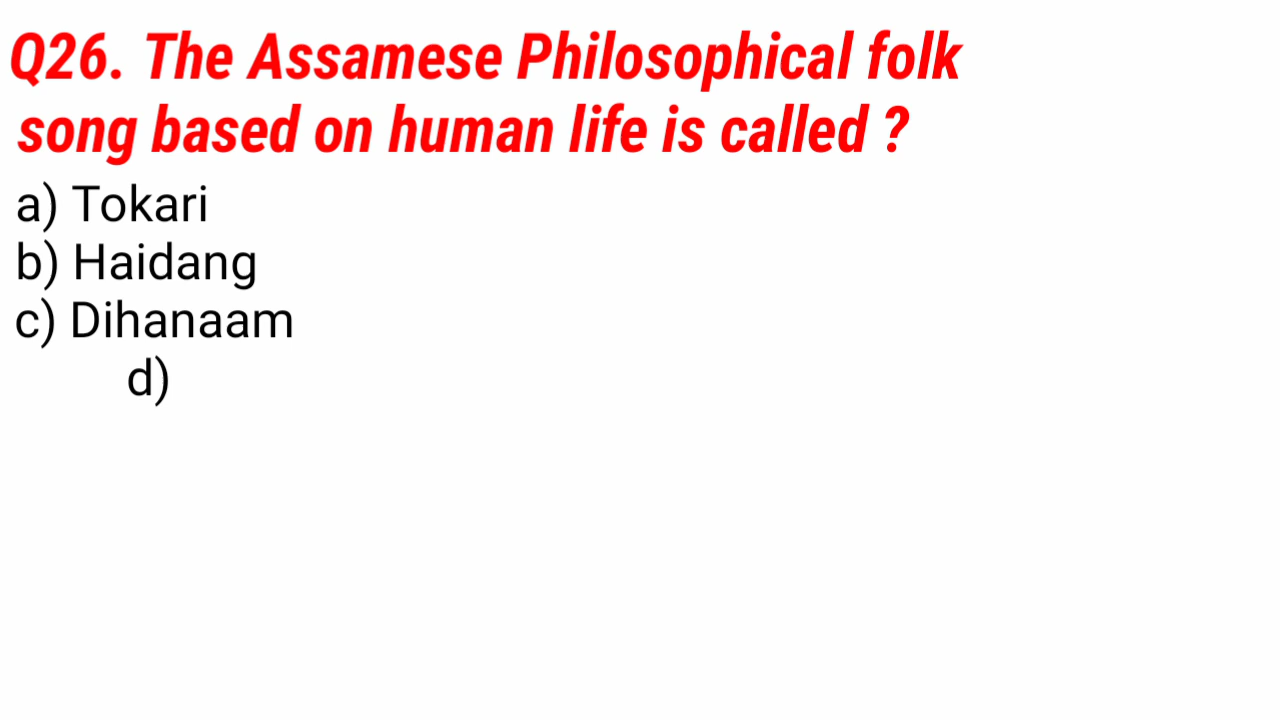 Q26. The Assamese Philosophical folk
song based on human life is called ?
a) Tokari
b) Haidang
c) Dihanaam
d)